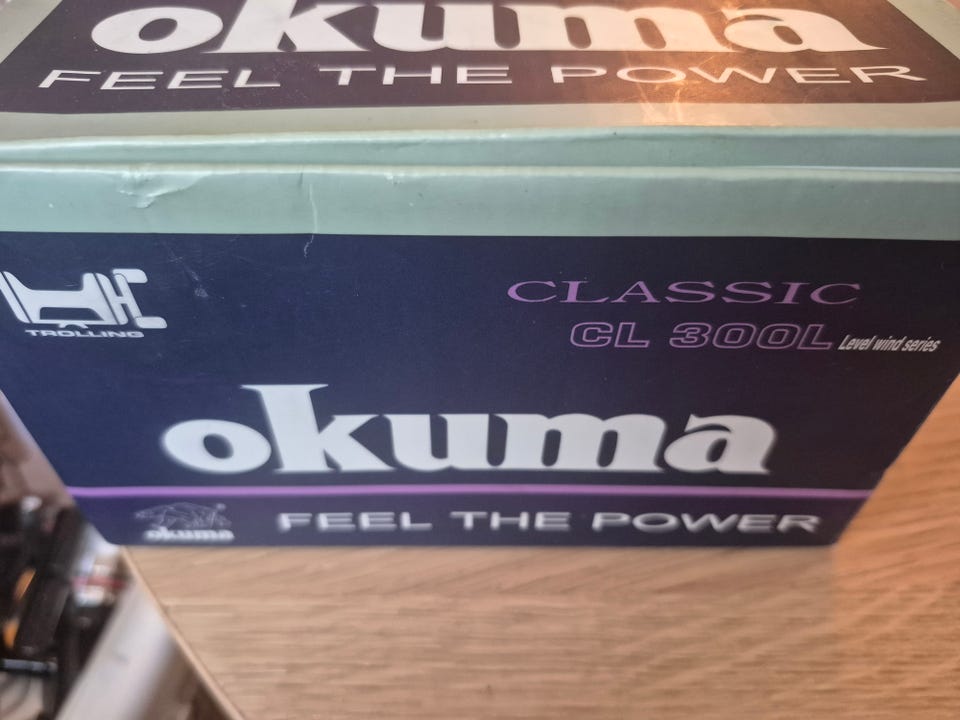 okuma
FEEL THE POWER
TROLLING
CLASSIC
CL 300L Level wind series
okuma
okuma
FEEL THE POWER